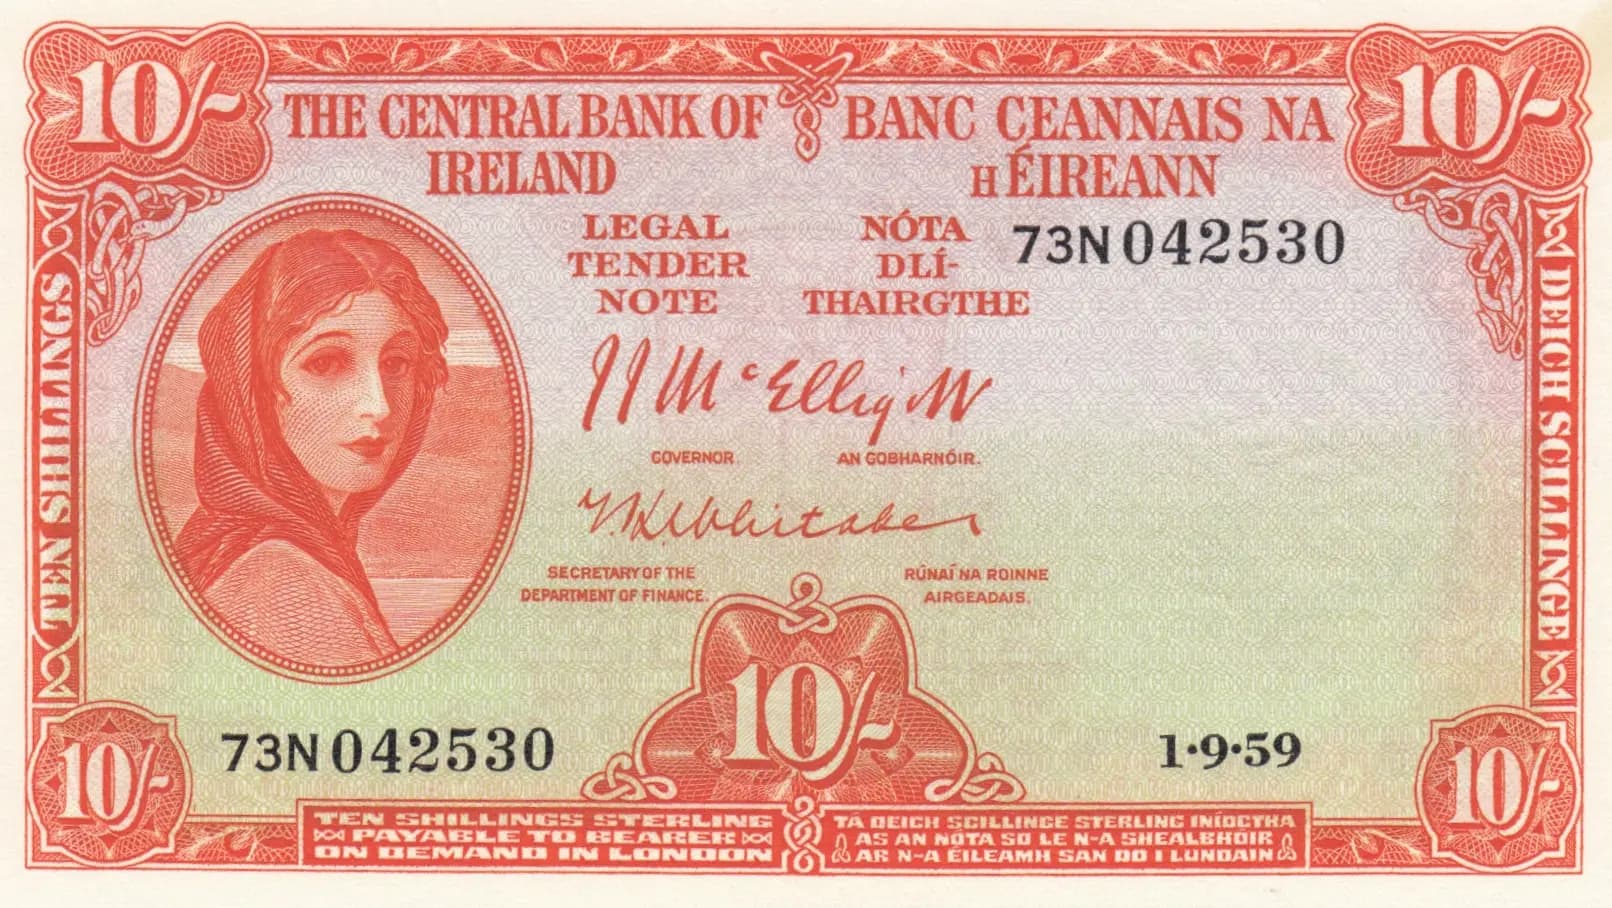 10/-
10/-
THE CENTRAL BANK OF IRELAND
BANC CEANNAIS NA hÉIREANN
LEGAL
TENDER
NOTE
NÓTA
DLÍ-
THAIRGTHE
73N 042530
J J McElligott
GOVERNOR.
AN GOBHARNÓIR.
T. K. Whitaker
SECRETARY OF THE
DEPARTMENT OF FINANCE.
RÚNAÍ NA ROINNE
AIRGEADAIS.
TEN SHILLINGS
DEICH SCILLINGE
10/-
73N 042530
10/-
1·9·59
10/-
TEN SHILLINGS STERLING
PAYABLE TO BEARER
ON DEMAND IN LONDON
TÁ DEICH SCILLINGE STERLING INÍOCTHA
AS AN NÓTA SO LE N-A SHEALBHÓIR
AR N-A ÉILEAMH SAN DO I LUNDAIN